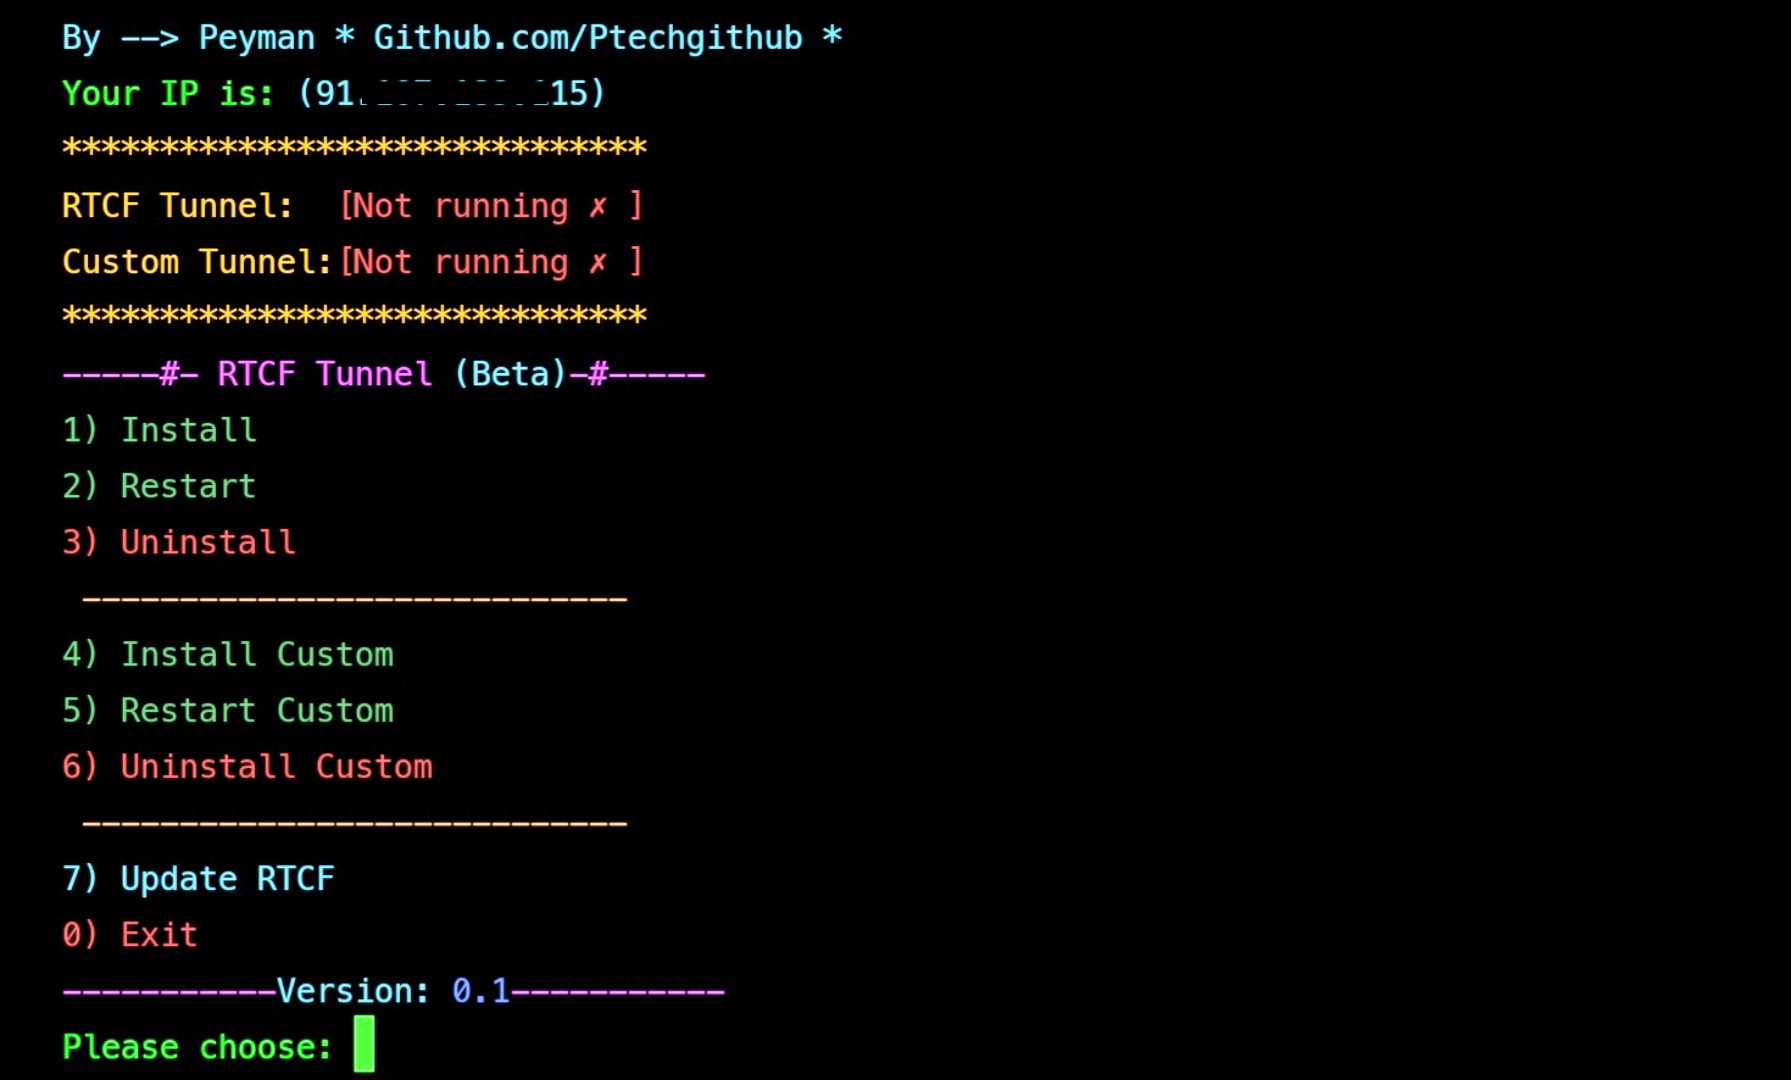 By --> Peyman * Github.com/Ptechgithub *
Your IP is: (91. 15)
******************************
RTCF Tunnel: [Not running ✗ ]
Custom Tunnel:[Not running ✗ ]
******************************
-----#- RTCF Tunnel (Beta)-#-----
1) Install
2) Restart
3) Uninstall
----------------------------
4) Install Custom
5) Restart Custom
6) Uninstall Custom
----------------------------
7) Update RTCF
0) Exit
-----------Version: 0.1-----------
Please choose: